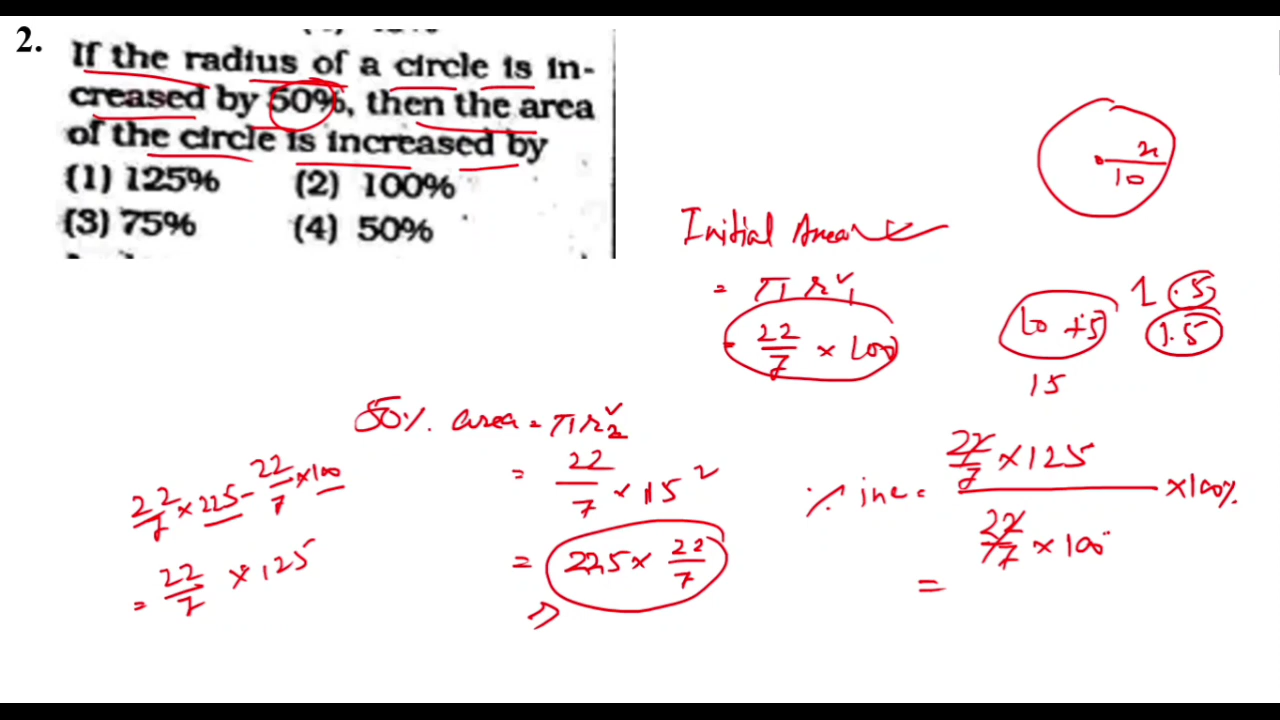 2.
If the radius of a circle is in-
creased by 50%, then the area
of the circle is increased by
(1) 125% (2) 100%
(3) 75% (4) 50%
r
10
Initial Area
= πr₁²
= 22/7 × 100
10 + 5
15
1 .5
1.5
50% area = πr₂²
= 22/7 × 15²
= 225 × 22/7
22/7 × 225 - 22/7 × 100
= 22/7 × 125
% inc = (22/7 × 125)/(22/7 × 100) × 100%
=